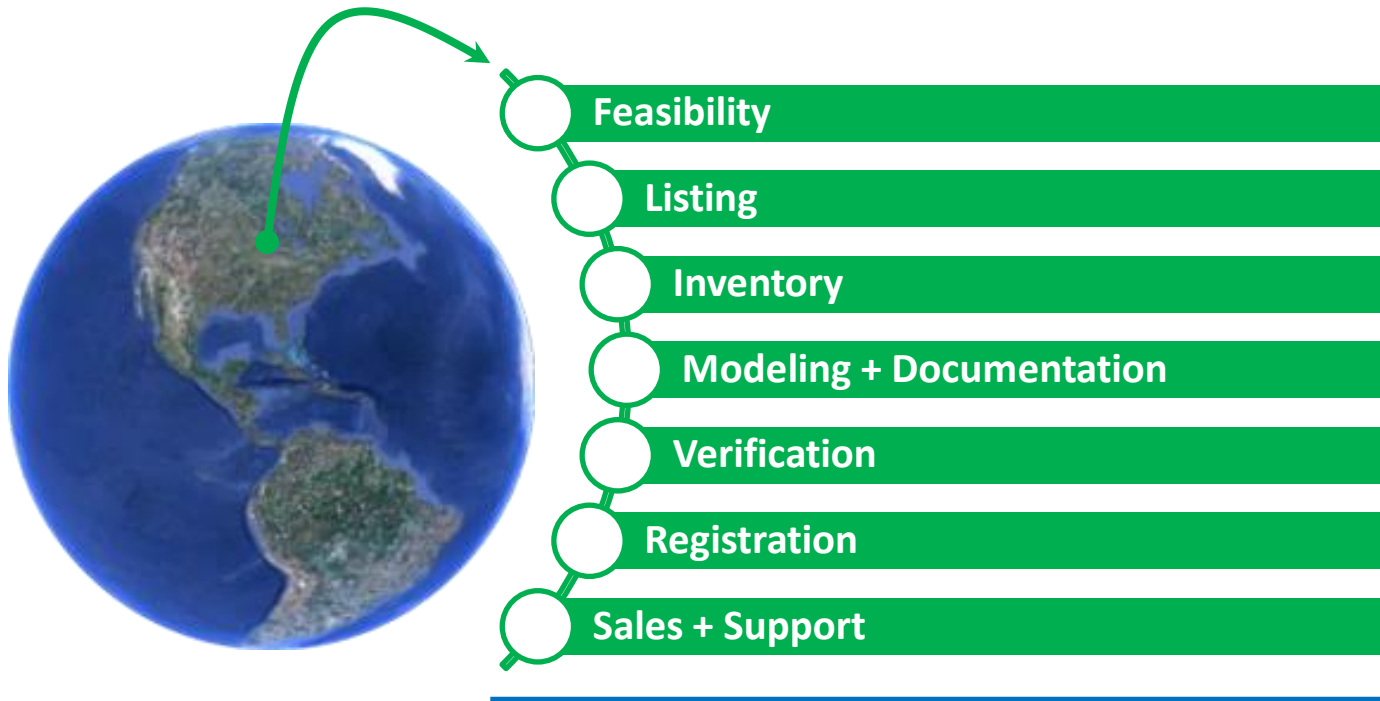 Feasibility
Listing
Inventory
Modeling + Documentation
Verification
Registration
Sales + Support